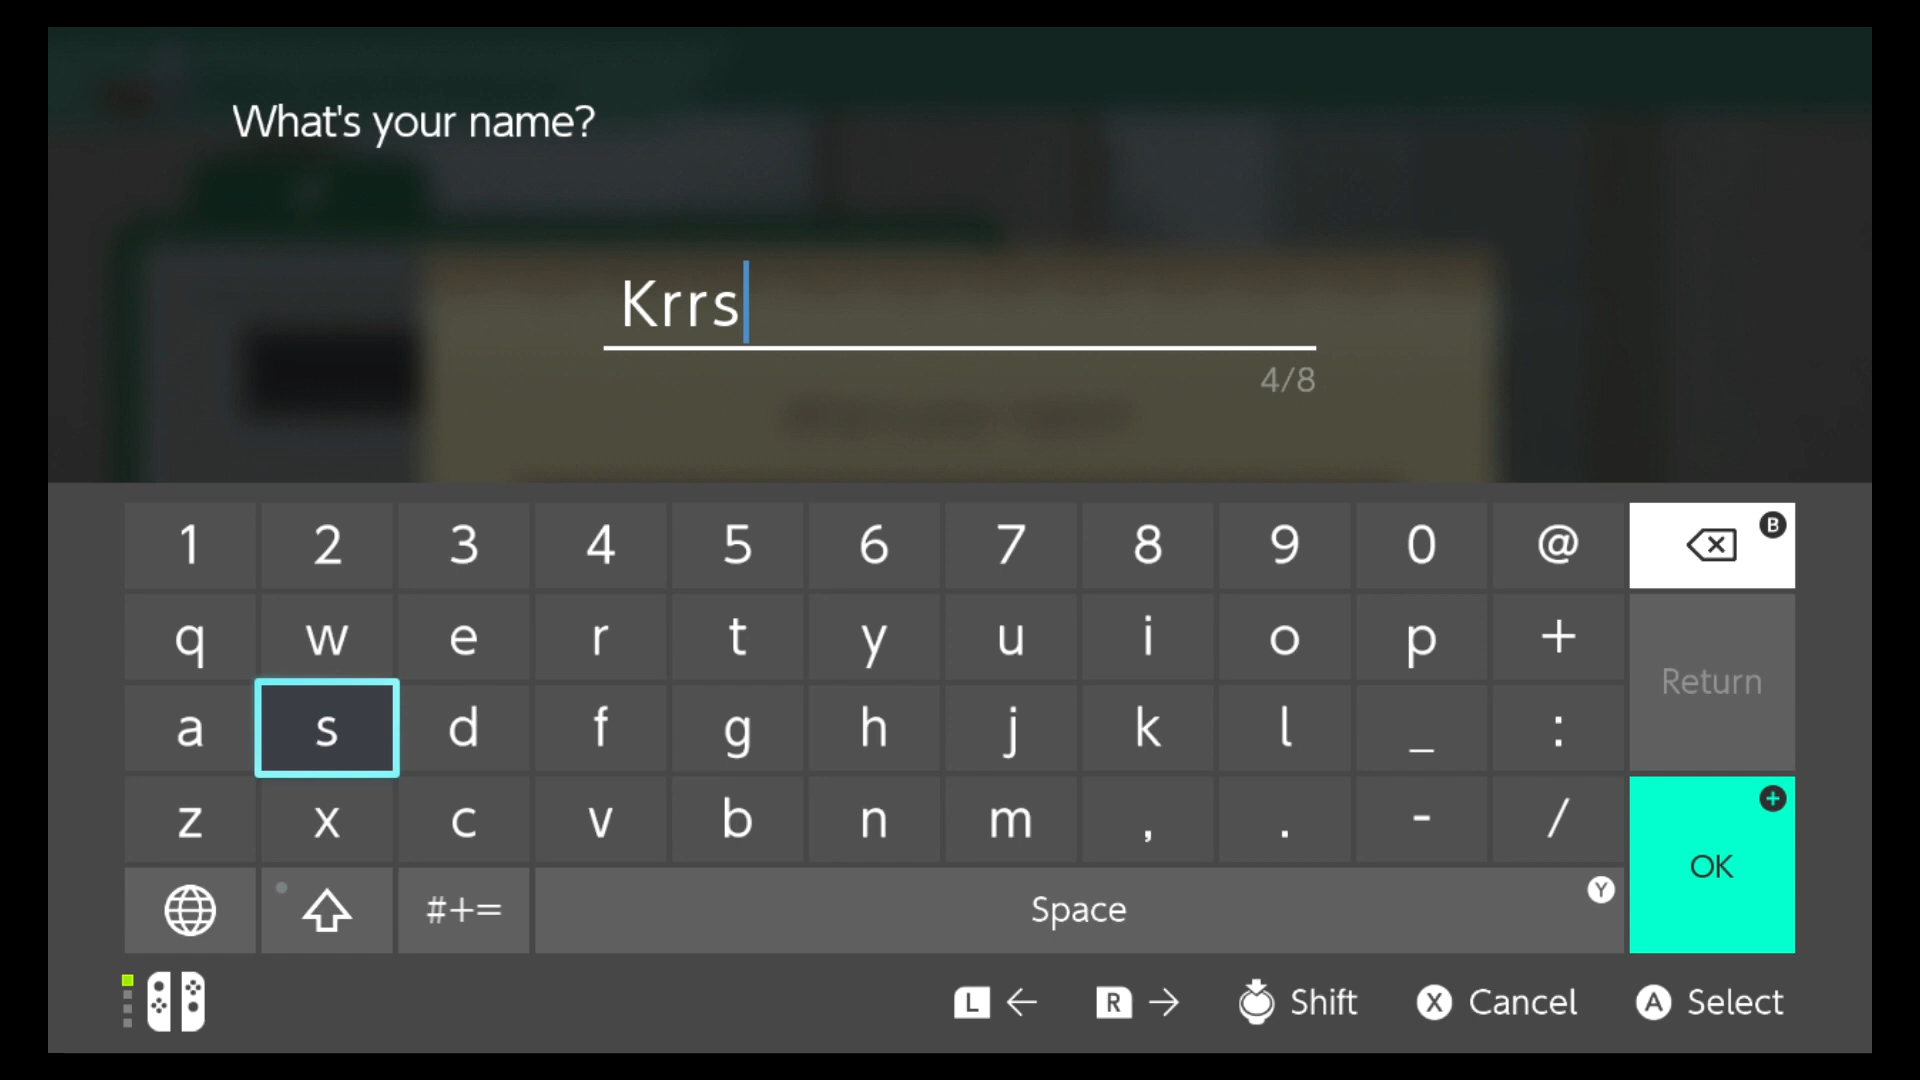 What's your name?
Krrs
4/8
1 2 3 4 5 6 7 8 9 0 @ B
q w e r t y u i o p +
Return
a s d f g h j k l _ :
z x c v b n m , . - / +
OK
#+= Space Y
L ← R → Shift X Cancel A Select